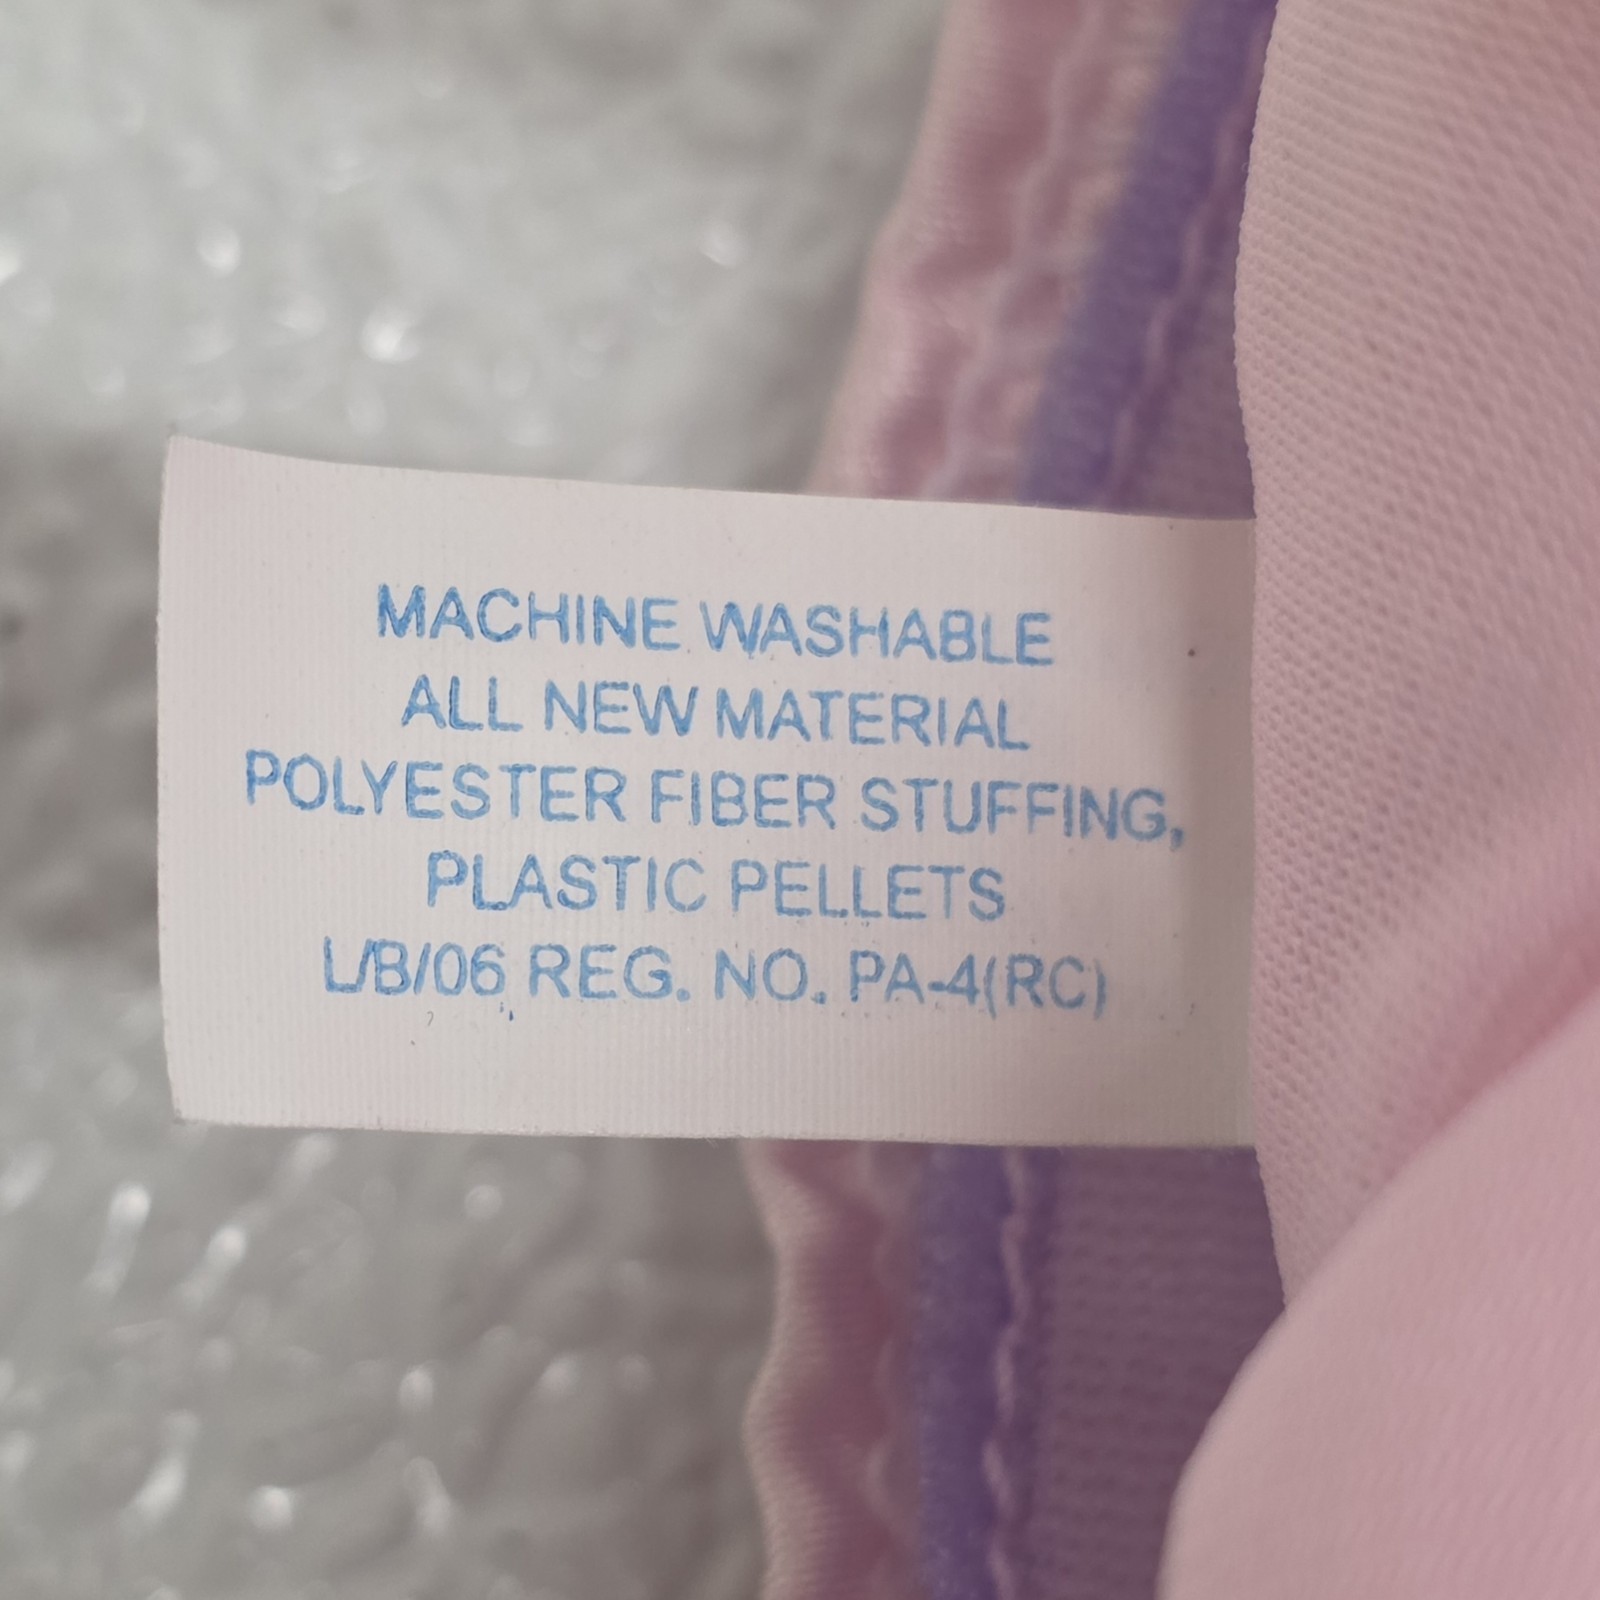 MACHINE WASHABLE
ALL NEW MATERIAL
POLYESTER FIBER STUFFING,
PLASTIC PELLETS
L/B/06 REG. NO. PA-4(RC)